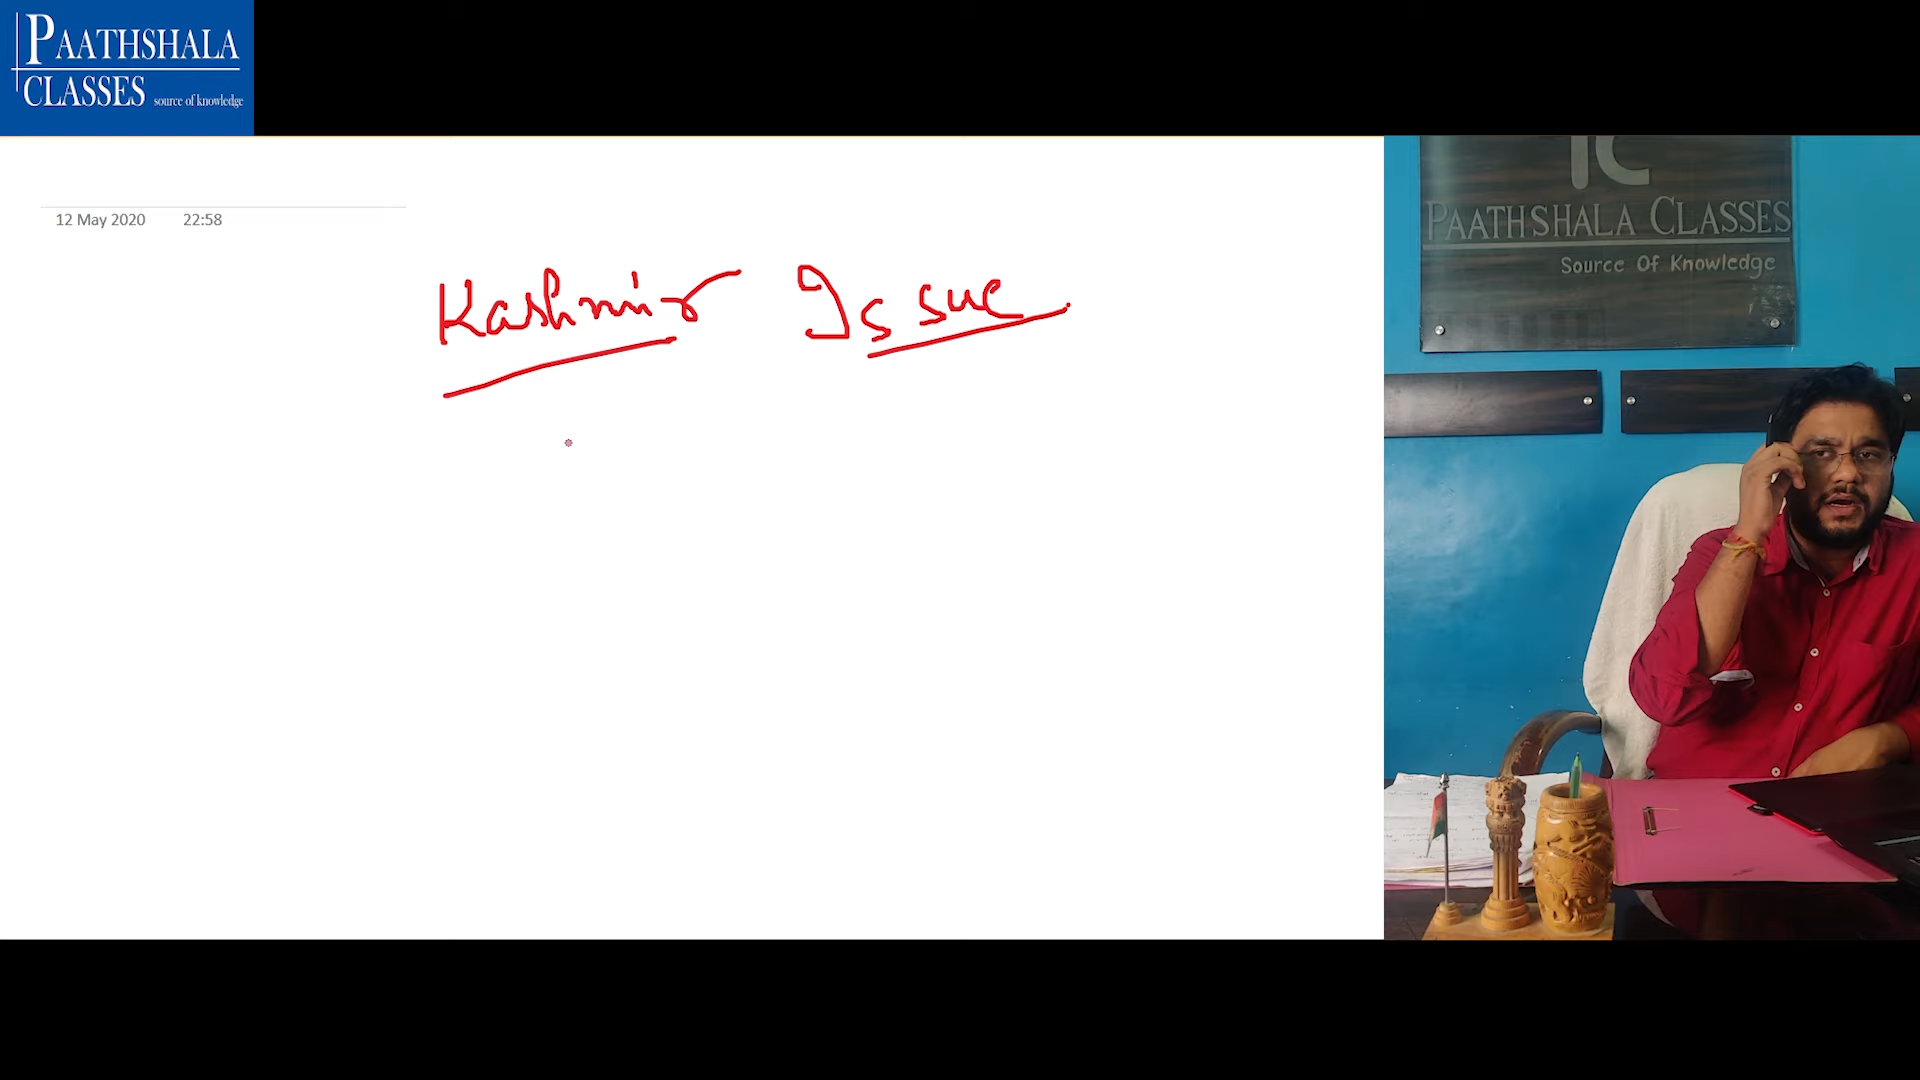 PAATHSHALA
CLASSES source of knowledge
12 May 2020 22:58
Kashmir Issue
PAATHSHALA CLASSES
Source Of Knowledge